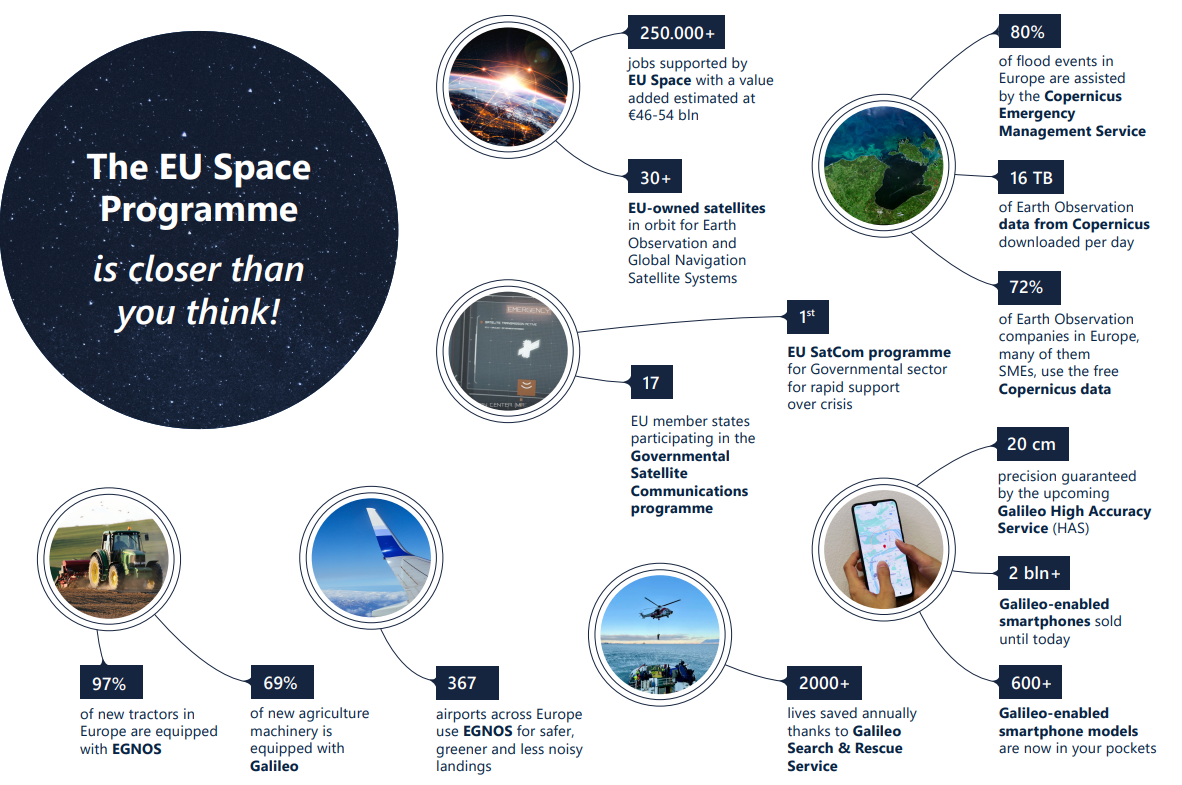 The EU Space
Programme
is closer than
you think!
250.000+
jobs supported by
EU Space with a value
added estimated at
€46-54 bln
30+
EU-owned satellites
in orbit for Earth
Observation and
Global Navigation
Satellite Systems
80%
of flood events in
Europe are assisted
by the Copernicus
Emergency
Management Service
16 TB
of Earth Observation
data from Copernicus
downloaded per day
72%
of Earth Observation
companies in Europe,
many of them
SMEs, use the free
Copernicus data
EMERGENCY
1st
EU SatCom programme
for Governmental sector
for rapid support
over crisis
17
EU member states
participating in the
Governmental
Satellite
Communications
programme
20 cm
precision guaranteed
by the upcoming
Galileo High Accuracy
Service (HAS)
2 bln+
Galileo-enabled
smartphones sold
until today
600+
Galileo-enabled
smartphone models
are now in your pockets
97%
of new tractors in
Europe are equipped
with EGNOS
69%
of new agriculture
machinery is
equipped with
Galileo
367
airports across Europe
use EGNOS for safer,
greener and less noisy
landings
2000+
lives saved annually
thanks to Galileo
Search & Rescue
Service